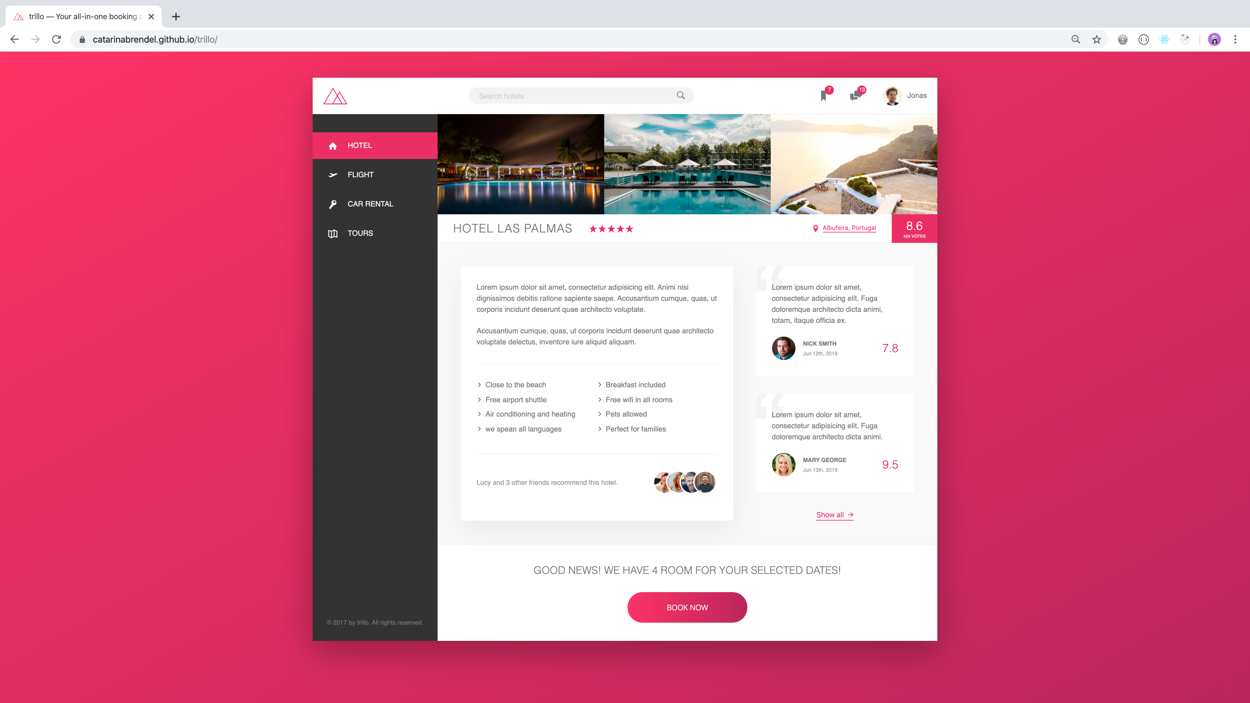 trillo — Your all-in-one booking
catarinabrendel.github.io/trillo/
Search hotels
7
13
Jonas
HOTEL
FLIGHT
CAR RENTAL
TOURS
HOTEL LAS PALMAS
Albufeira, Portugal
8.6
429 VOTES
Lorem ipsum dolor sit amet, consectetur adipisicing elit. Animi nisi
dignissimos debitis ratione sapiente saepe. Accusantium cumque, quas, ut
corporis incidunt deserunt quae architecto voluptate.
Accusantium cumque, quas, ut corporis incidunt deserunt quae architecto
voluptate delectus, inventore iure aliquid aliquam.
Close to the beach
Breakfast included
Free airport shuttle
Free wifi in all rooms
Air conditioning and heating
Pets allowed
we spean all languages
Perfect for families
Lucy and 3 other friends recommend this hotel.
Lorem ipsum dolor sit amet,
consectetur adipisicing elit. Fuga
doloremque architecto dicta animi,
totam, itaque officia ex.
NICK SMITH
Jun 12th, 2019
7.8
Lorem ipsum dolor sit amet,
consectetur adipisicing elit. Fuga
doloremque architecto dicta animi.
MARY GEORGE
Jun 13th, 2019
9.5
Show all
GOOD NEWS! WE HAVE 4 ROOM FOR YOUR SELECTED DATES!
BOOK NOW
© 2017 by trillo. All rights reserved.